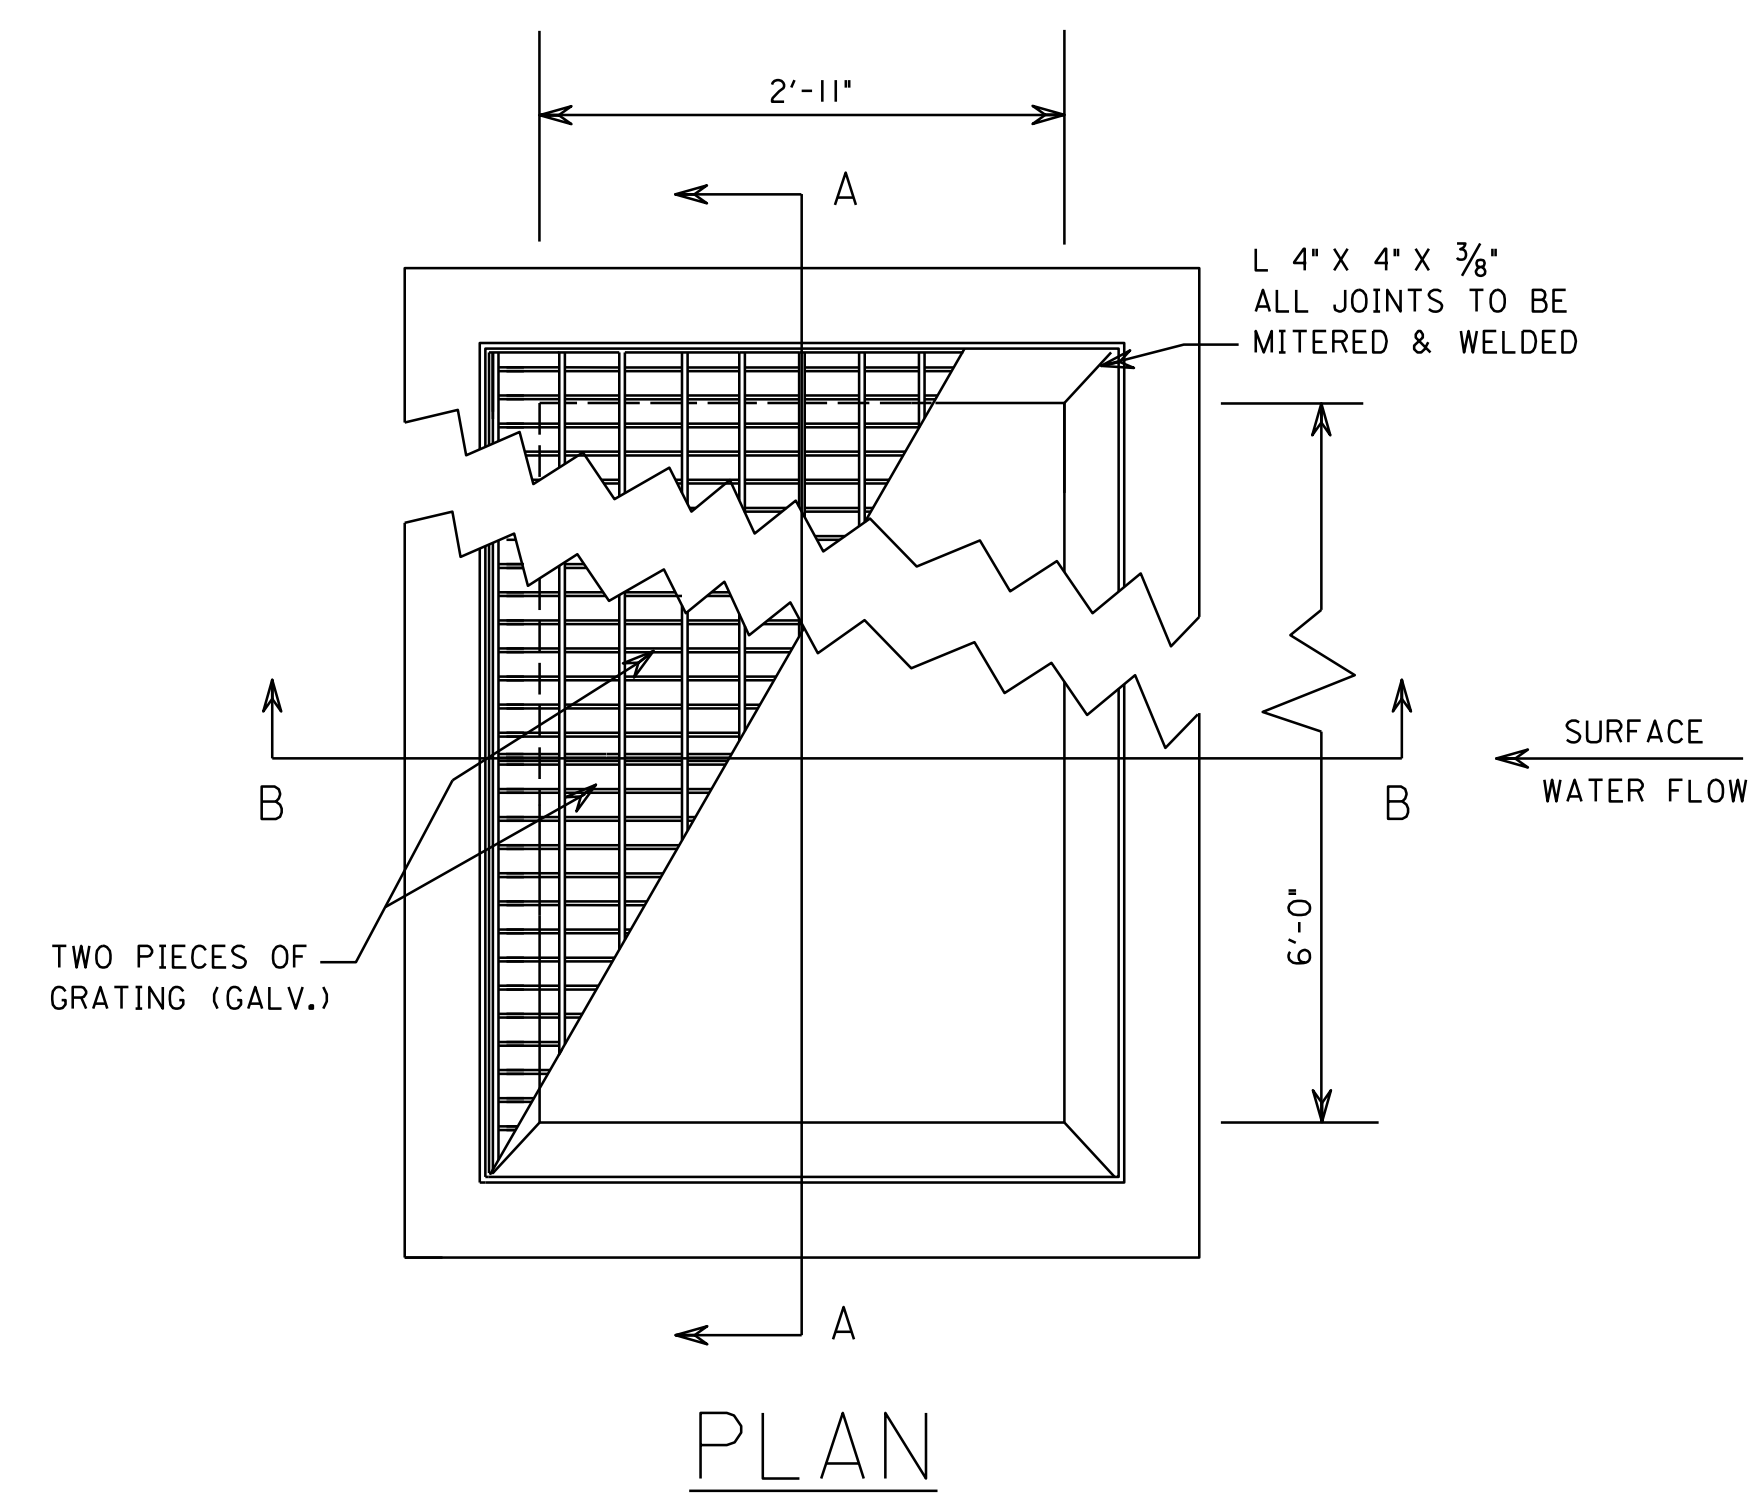 2'-11"
A
L 4" X 4" X 3/8"
ALL JOINTS TO BE
MITERED & WELDED
SURFACE
WATER FLOW
B
B
6'-0"
TWO PIECES OF
GRATING (GALV.)
A
PLAN